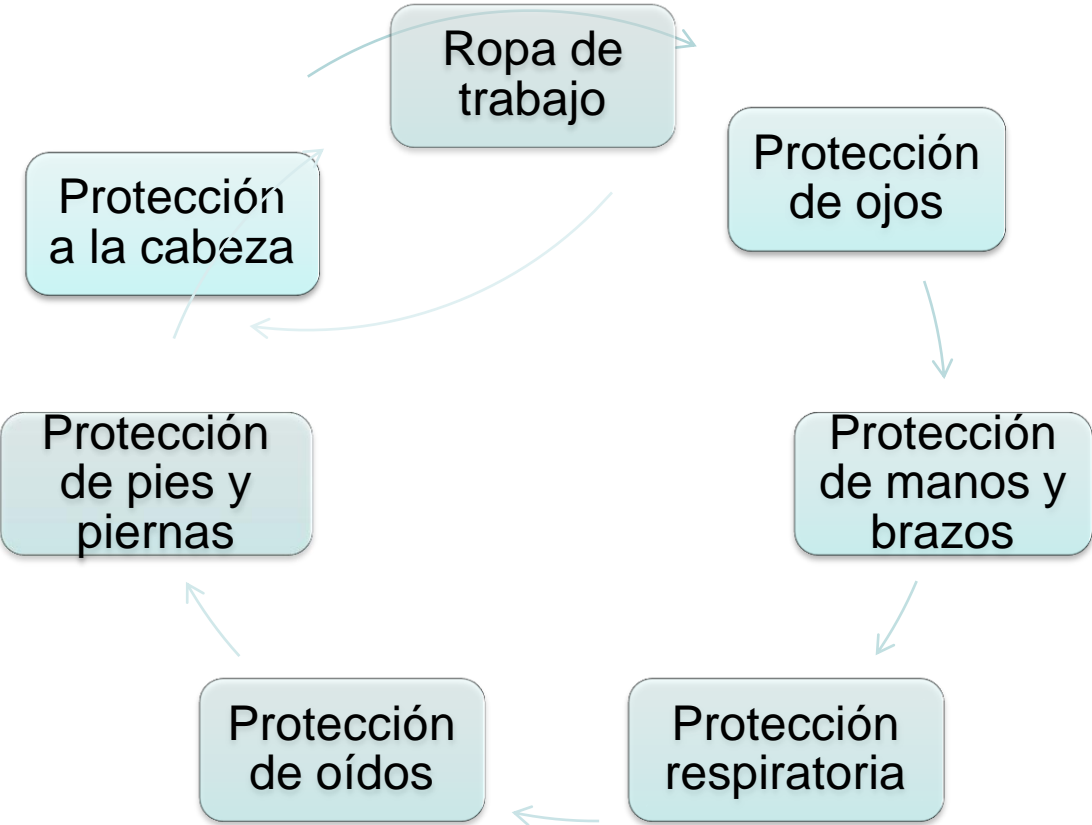 Ropa de
trabajo
Protección
de ojos
Protección
de manos y
brazos
Protección
respiratoria
Protección
de oídos
Protección
de pies y
piernas
Protección
a la cabeza